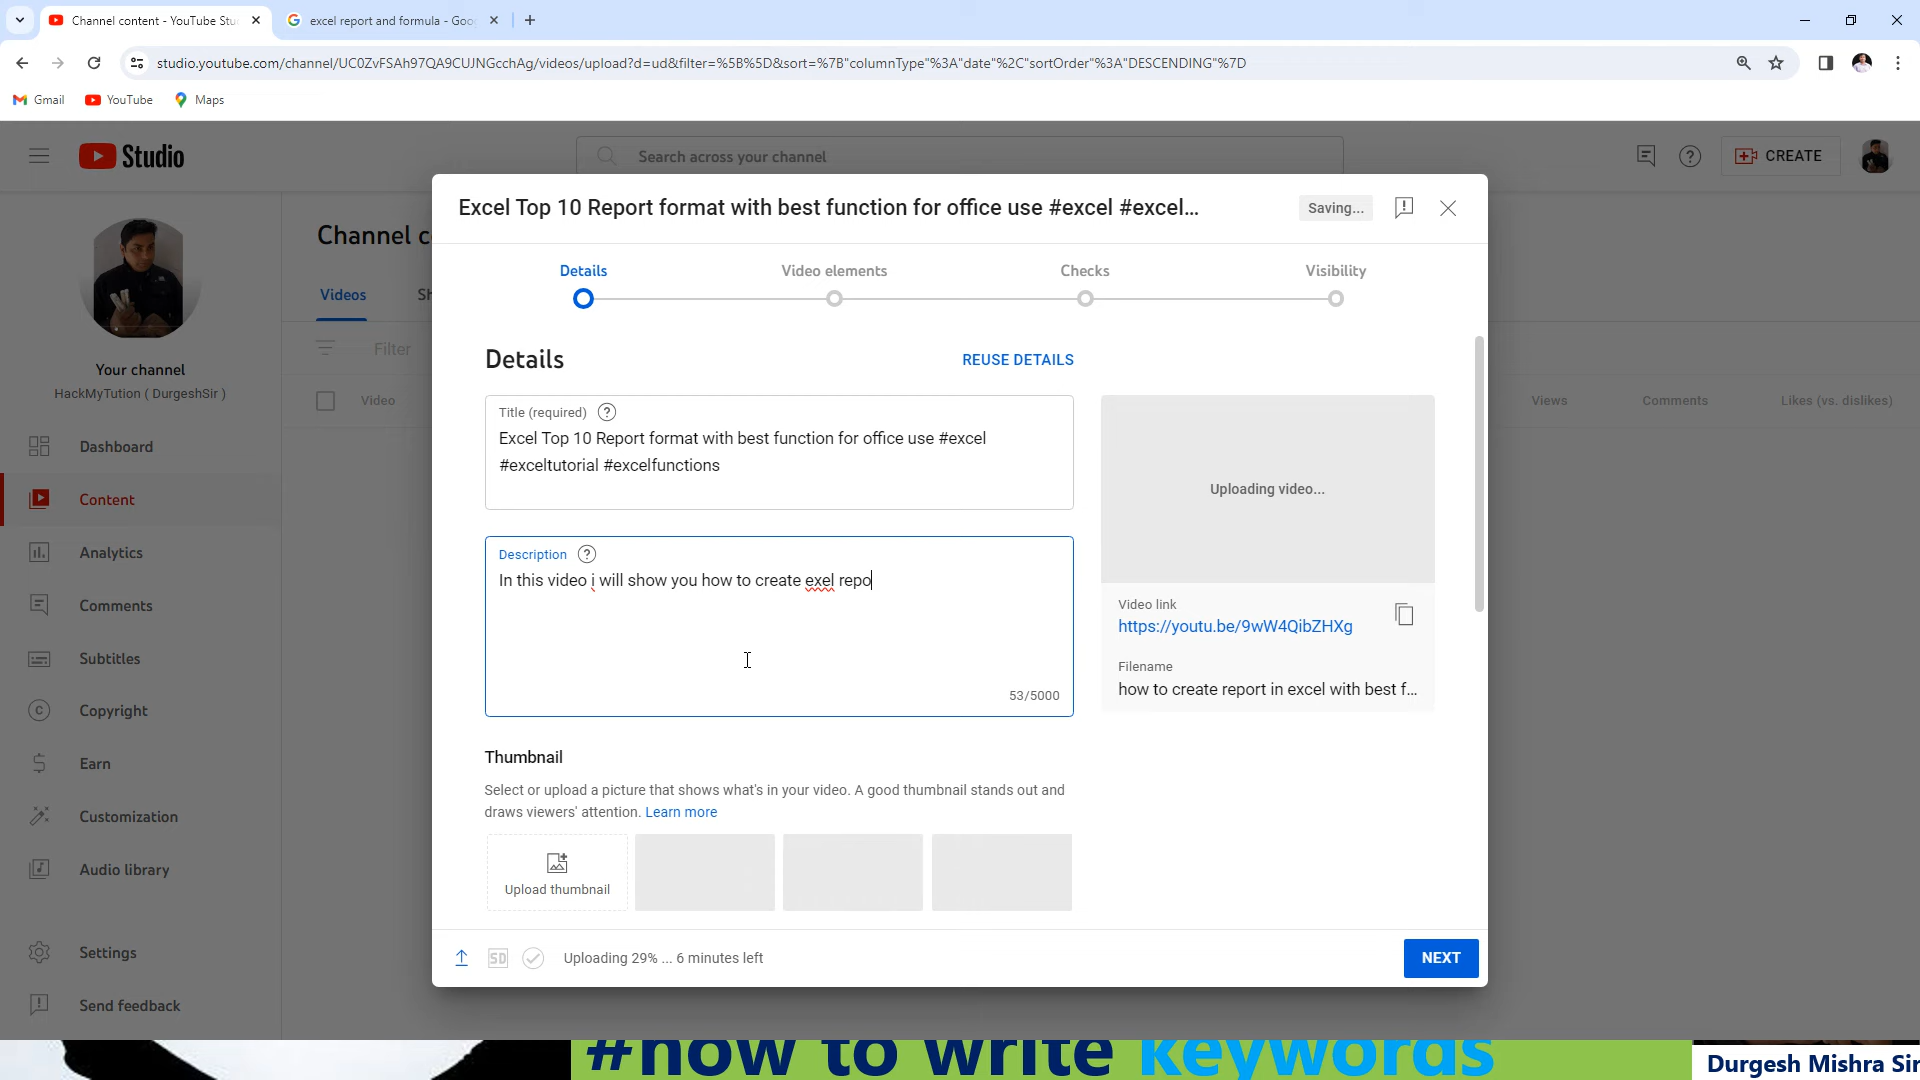 Channel content - YouTube Stu
excel report and formula - Goo
studio.youtube.com/channel/UC0ZvFSAh97QA9CUJNGcchAg/videos/upload?d=ud&filter=%5B%5D&sort=%7B"columnType"%3A"date"%2C"sortOrder"%3A"DESCENDING"%7D
Gmail
YouTube
Maps
Studio
Search across your channel
CREATE
Excel Top 10 Report format with best function for office use #excel #excel...
Saving...
Channel c
Details
Video elements
Checks
Visibility
Videos
Sh
Filter
Your channel
HackMyTution ( DurgeshSir )
Video
Views
Comments
Likes (vs. dislikes)
Details
REUSE DETAILS
Title (required)
Excel Top 10 Report format with best function for office use #excel
#exceltutorial #excelfunctions
Uploading video...
Dashboard
Content
Analytics
Comments
Subtitles
Copyright
Earn
Customization
Audio library
Settings
Send feedback
Description
In this video i will show you how to create exel repo
53/5000
Video link
https://youtu.be/9wW4QibZHXg
Filename
how to create report in excel with best f...
Thumbnail
Select or upload a picture that shows what's in your video. A good thumbnail stands out and
draws viewers' attention. Learn more
Upload thumbnail
SD
Uploading 29% ... 6 minutes left
NEXT
#how to write keywords
Durgesh Mishra Sir